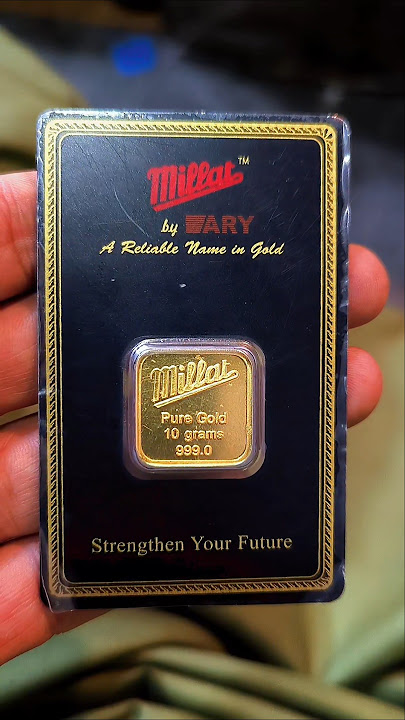 Millat™
by ARY
A Reliable Name in Gold
Millat
Pure Gold
10 grams
999.0
Strengthen Your Future